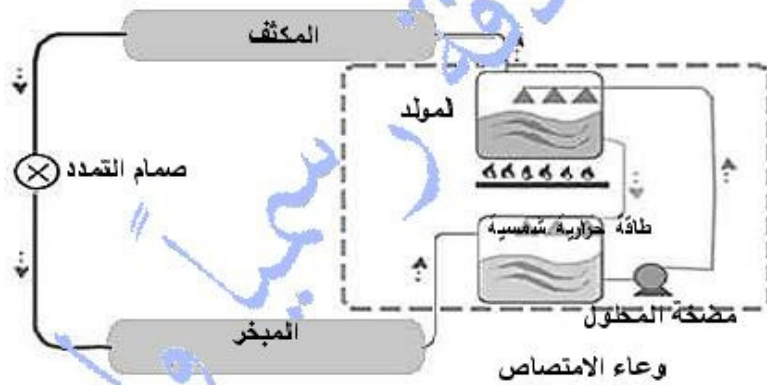 المكثف
المولد
صمام التمدد
طاقة حرارية شمسية
مضخة المحلول
المبخر
وعاء الامتصاص